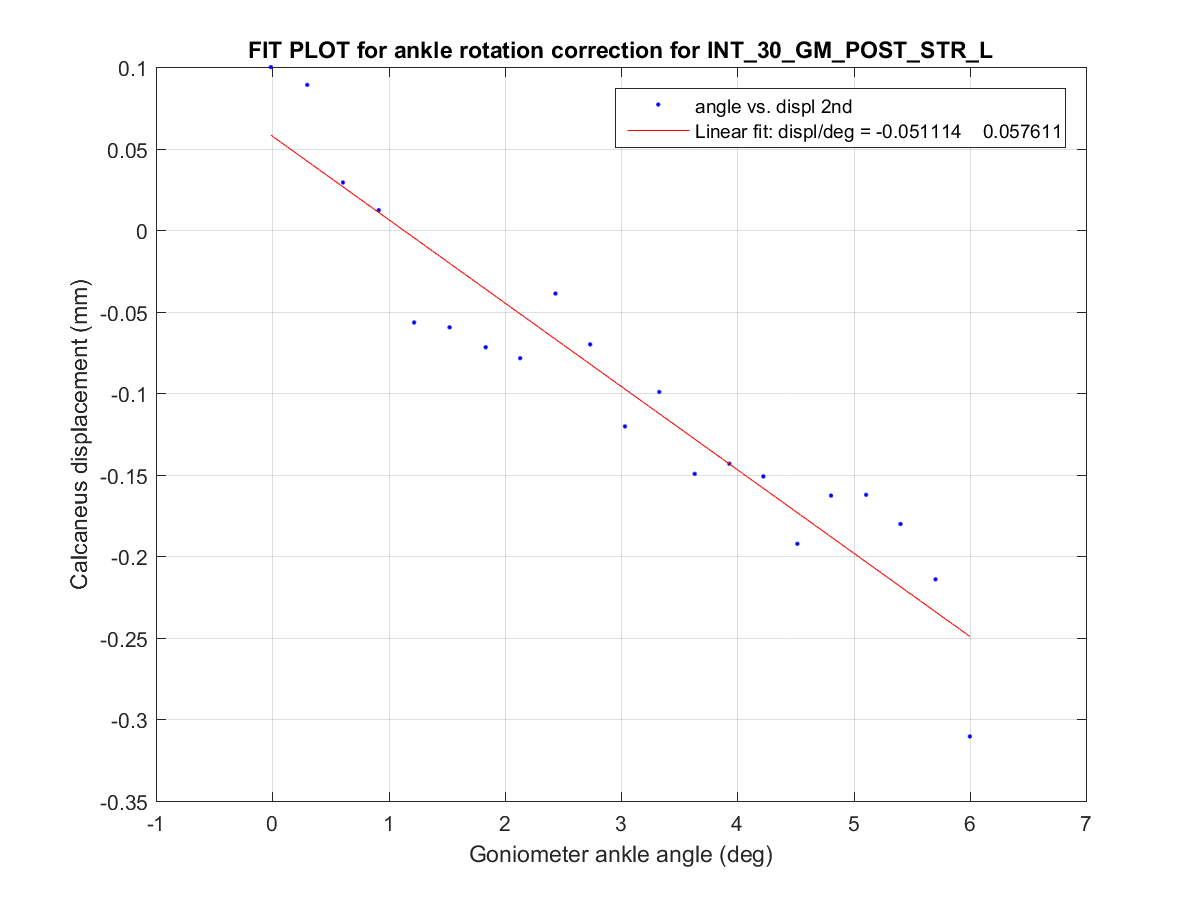 FIT PLOT for ankle rotation correction for INT_30_GM_POST_STR_L
angle vs. displ 2nd
Linear fit: displ/deg = -0.051114    0.057611
0.1
0.05
0
-0.05
-0.1
-0.15
-0.2
-0.25
-0.3
-0.35
Calcaneus displacement (mm)
-1 0 1 2 3 4 5 6 7
Goniometer ankle angle (deg)